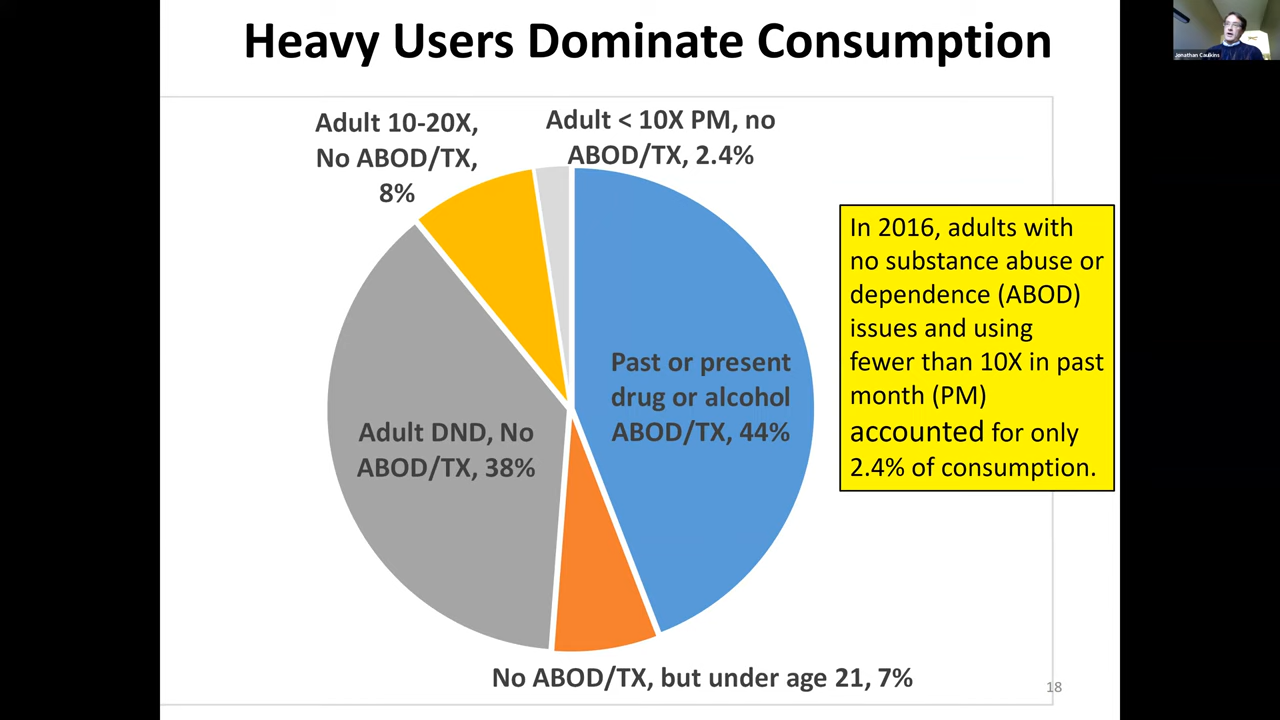 Heavy Users Dominate Consumption
Jonathan Caulkins
Adult 10-20X,
No ABOD/TX,
8%
Adult < 10X PM, no
ABOD/TX, 2.4%
Past or present
drug or alcohol
ABOD/TX, 44%
Adult DND, No
ABOD/TX, 38%
No ABOD/TX, but under age 21, 7%
In 2016, adults with
no substance abuse or
dependence (ABOD)
issues and using
fewer than 10X in past
month (PM)
accounted for only
2.4% of consumption.
18